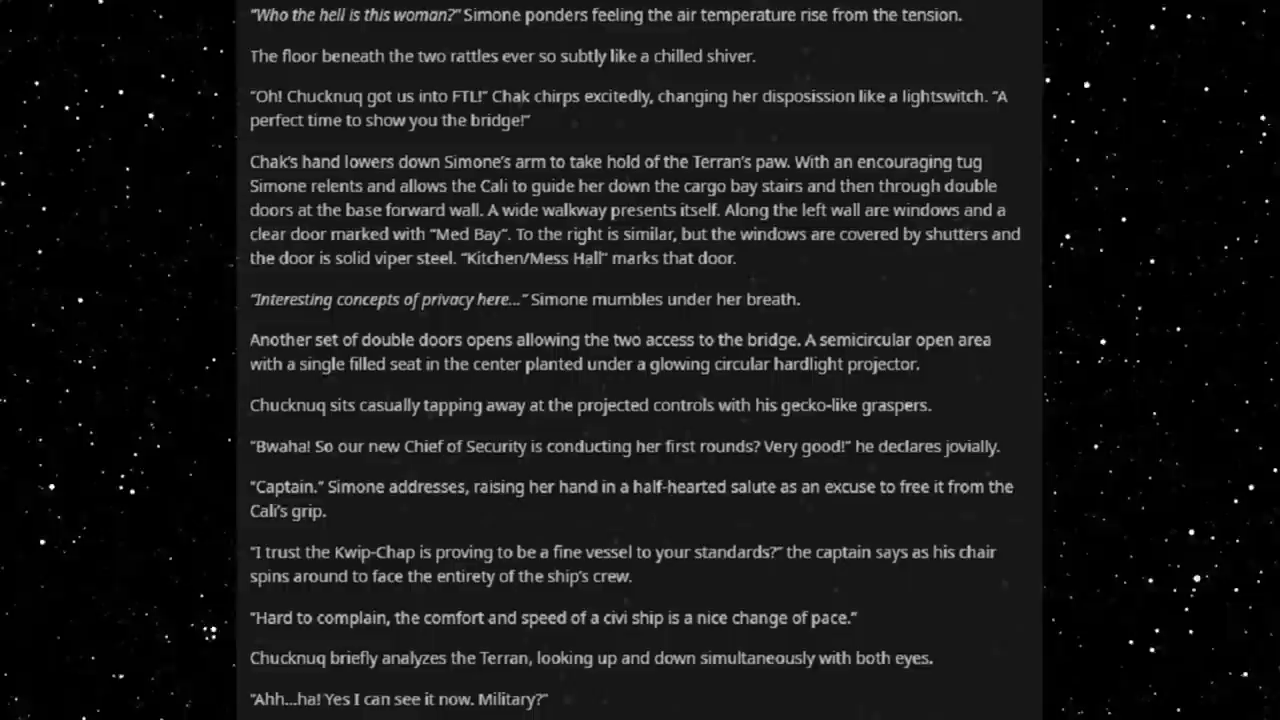 “Who the hell is this woman?” Simone ponders feeling the air temperature rise from the tension.
The floor beneath the two rattles ever so subtly like a chilled shiver.
“Oh! Chucknuq got us into FTL!” Chak chirps excitedly, changing her disposission like a lightswitch. “A
perfect time to show you the bridge!”
Chak’s hand lowers down Simone’s arm to take hold of the Terran’s paw. With an encouraging tug
Simone relents and allows the Cali to guide her down the cargo bay stairs and then through double
doors at the base forward wall. A wide walkway presents itself. Along the left wall are windows and a
clear door marked with “Med Bay”. To the right is similar, but the windows are covered by shutters and
the door is solid viper steel. “Kitchen/Mess Hall” marks that door.
“Interesting concepts of privacy here...” Simone mumbles under her breath.
Another set of double doors opens allowing the two access to the bridge. A semicircular open area
with a single filled seat in the center planted under a glowing circular hardlight projector.
Chucknuq sits casually tapping away at the projected controls with his gecko-like graspers.
“Bwaha! So our new Chief of Security is conducting her first rounds? Very good!” he declares jovially.
“Captain.” Simone addresses, raising her hand in a half-hearted salute as an excuse to free it from the
Cali’s grip.
“I trust the Kwip-Chap is proving to be a fine vessel to your standards?” the captain says as his chair
spins around to face the entirety of the ship’s crew.
“Hard to complain, the comfort and speed of a civi ship is a nice change of pace.”
Chucknuq briefly analyzes the Terran, looking up and down simultaneously with both eyes.
“Ahh...ha! Yes I can see it now. Military?”